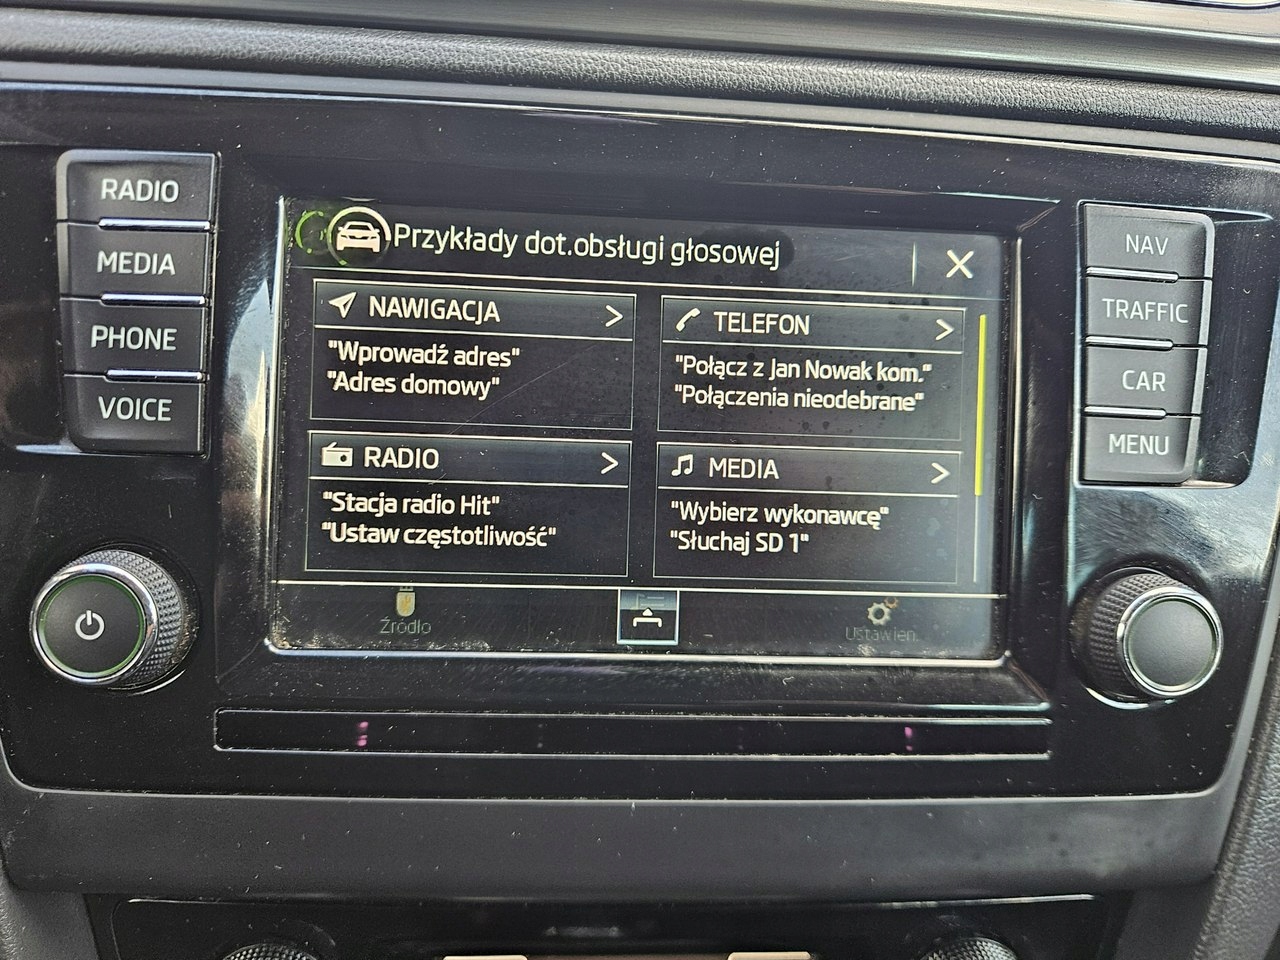 RADIO
MEDIA
PHONE
VOICE
Przykłady dot.obsługi głosowej
NAWIGACJA
"Wprowadź adres"
"Adres domowy"
TELEFON
"Połącz z Jan Nowak kom."
"Połączenia nieodebrane"
RADIO
"Stacja radio Hit"
"Ustaw częstotliwość"
MEDIA
"Wybierz wykonawcę"
"Słuchaj SD 1"
Źródło
Ustawien.
NAV
TRAFFIC
CAR
MENU